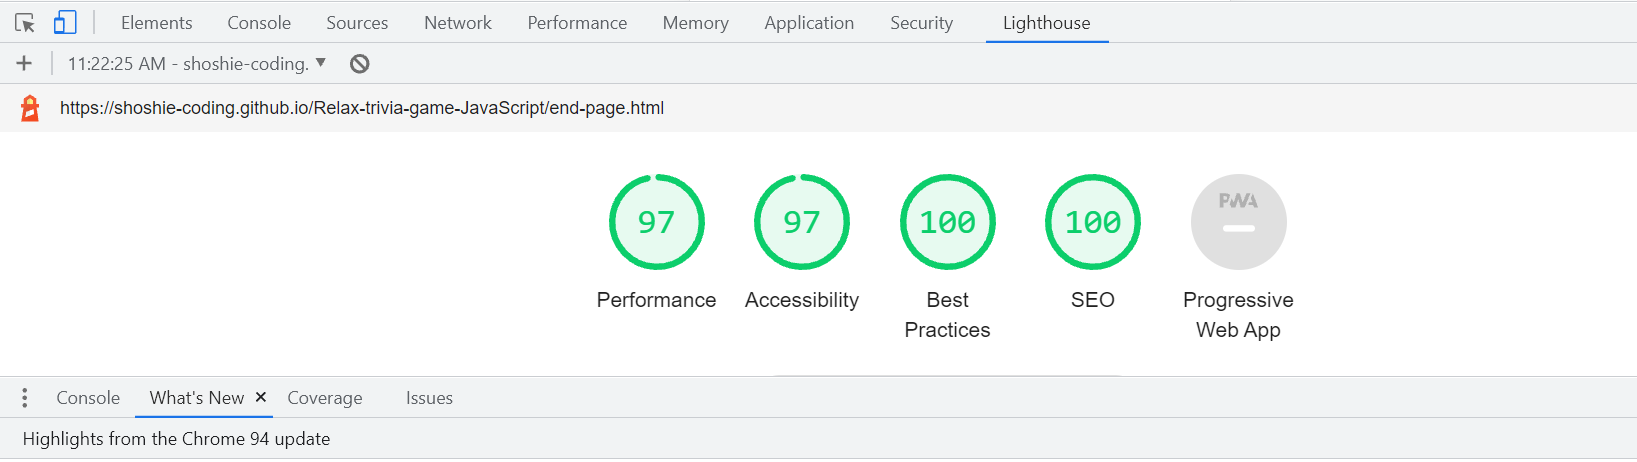 Elements Console Sources Network Performance Memory Application Security Lighthouse
11:22:25 AM - shoshie-coding.
https://shoshie-coding.github.io/Relax-trivia-game-JavaScript/end-page.html
97 97 100 100 PWA
Performance Accessibility Best Practices SEO Progressive Web App
Console What's New Coverage Issues
Highlights from the Chrome 94 update